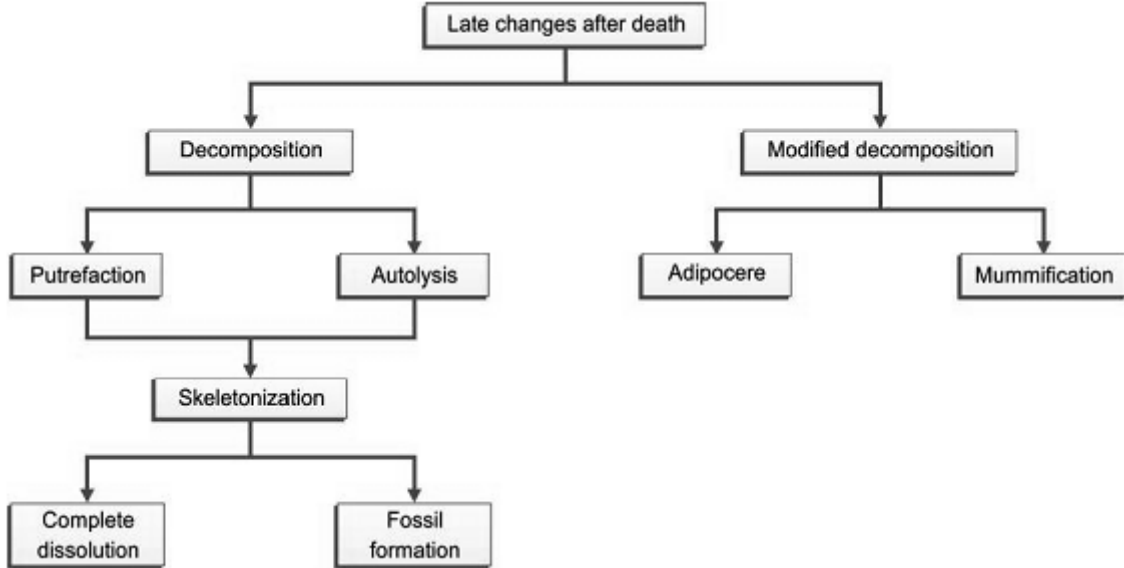 Late changes after death
Decomposition
Modified decomposition
Putrefaction
Autolysis
Adipocere
Mummification
Skeletonization
Complete
dissolution
Fossil
formation